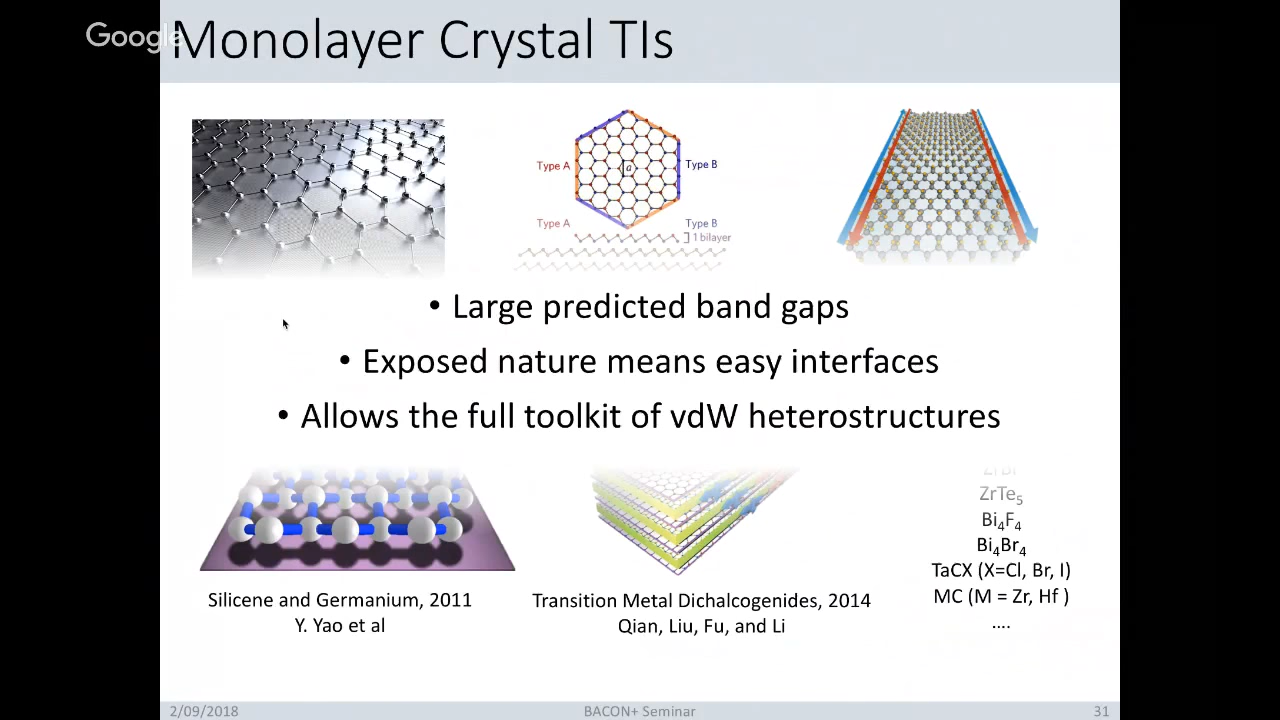 Google
Monolayer Crystal TIs
Type A
Type B
a
Type A
Type B
1 bilayer
• Large predicted band gaps
• Exposed nature means easy interfaces
• Allows the full toolkit of vdW heterostructures
ZrBr
ZrTe₅
Bi₄F₄
Bi₄Br₄
TaCX (X=Cl, Br, I)
MC (M = Zr, Hf )
....
Silicene and Germanium, 2011
Y. Yao et al
Transition Metal Dichalcogenides, 2014
Qian, Liu, Fu, and Li
2/09/2018
BACON+ Seminar
31